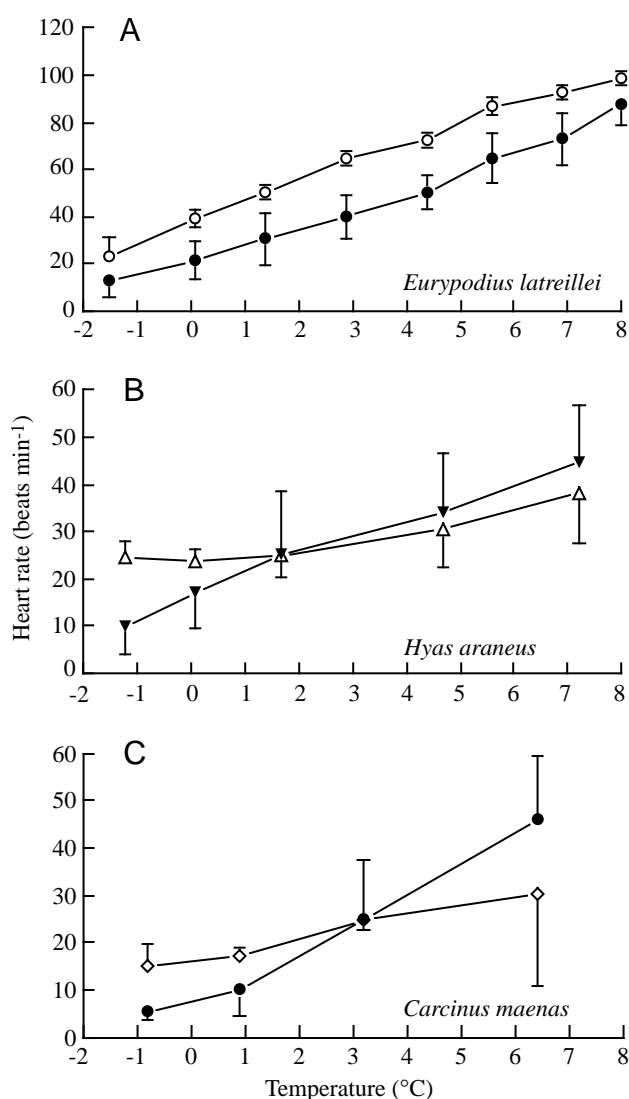 A
120
100
80
60
40
20
0
Eurypodius latreillei
-2 -1 0 1 2 3 4 5 6 7 8
B
60
50
40
30
20
10
0
Heart rate (beats min-1)
Hyas araneus
-2 -1 0 1 2 3 4 5 6 7 8
C
60
50
40
30
20
10
0
Carcinus maenas
-2 -1 0 1 2 3 4 5 6 7 8
Temperature (°C)